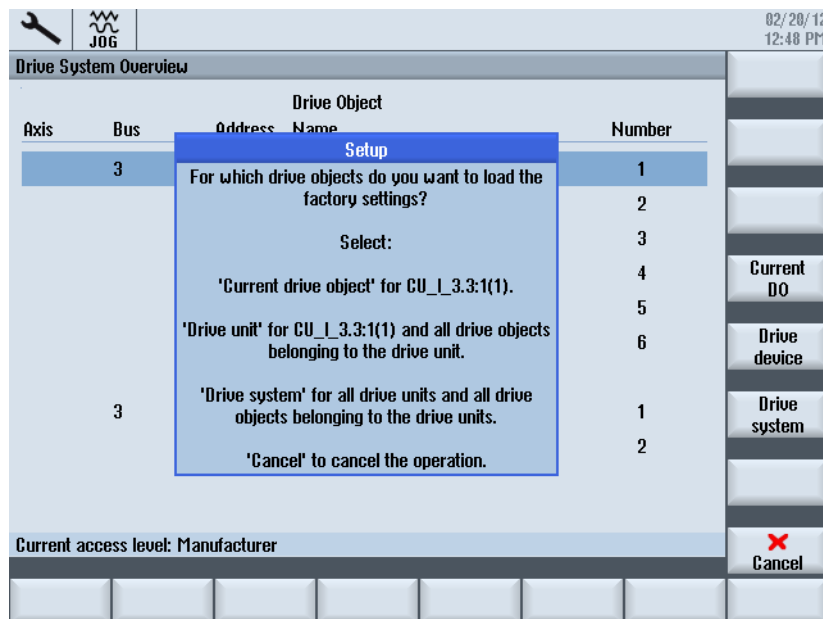 JOG
02/20/12
12:48 PM
Drive System Overview
Drive Object
Axis Bus Address Name Number
Setup
3 1
For which drive objects do you want to load the
factory settings?
2
Select:
3
'Current drive object' for CU_I_3.3:1(1).
4
Current
DO
5
'Drive unit' for CU_I_3.3:1(1) and all drive objects
belonging to the drive unit.
6
Drive
device
'Drive system' for all drive units and all drive
objects belonging to the drive units.
3 1
Drive
system
2
'Cancel' to cancel the operation.
Current access level: Manufacturer
Cancel